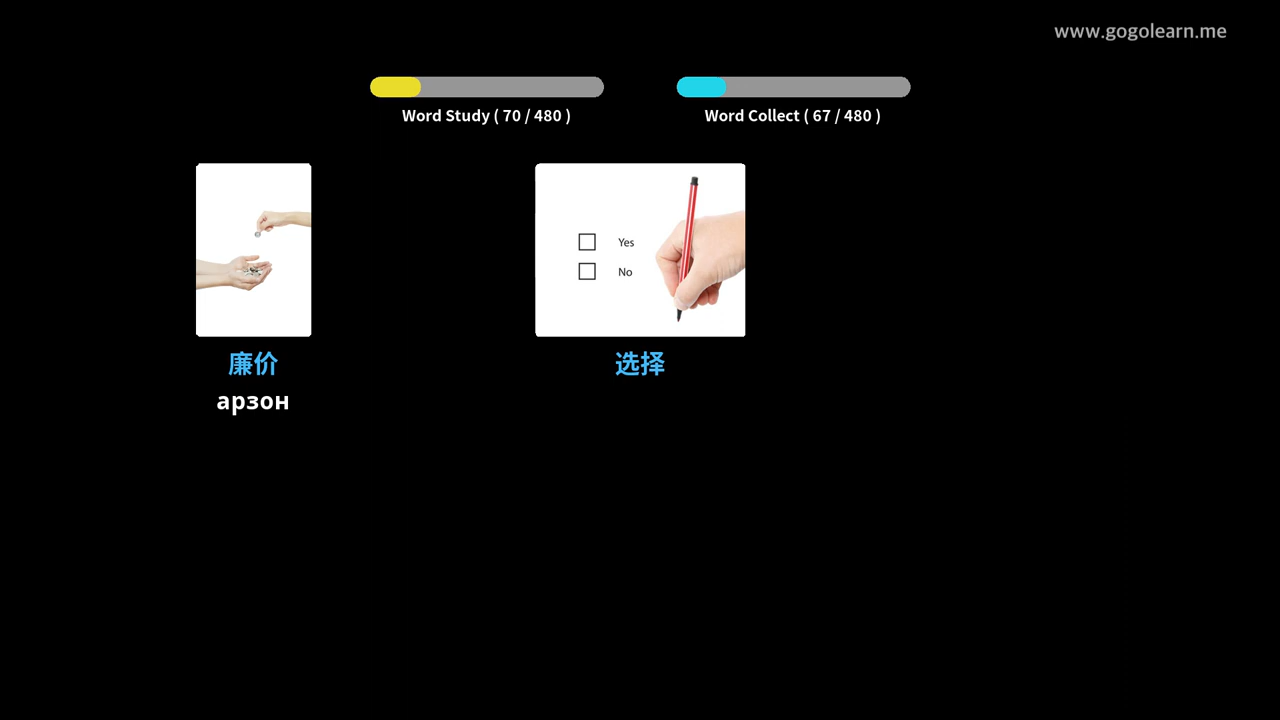 www.gogolearn.me
Word Study ( 70 / 480 )
Word Collect ( 67 / 480 )
Yes
No
廉价
选择
арзон